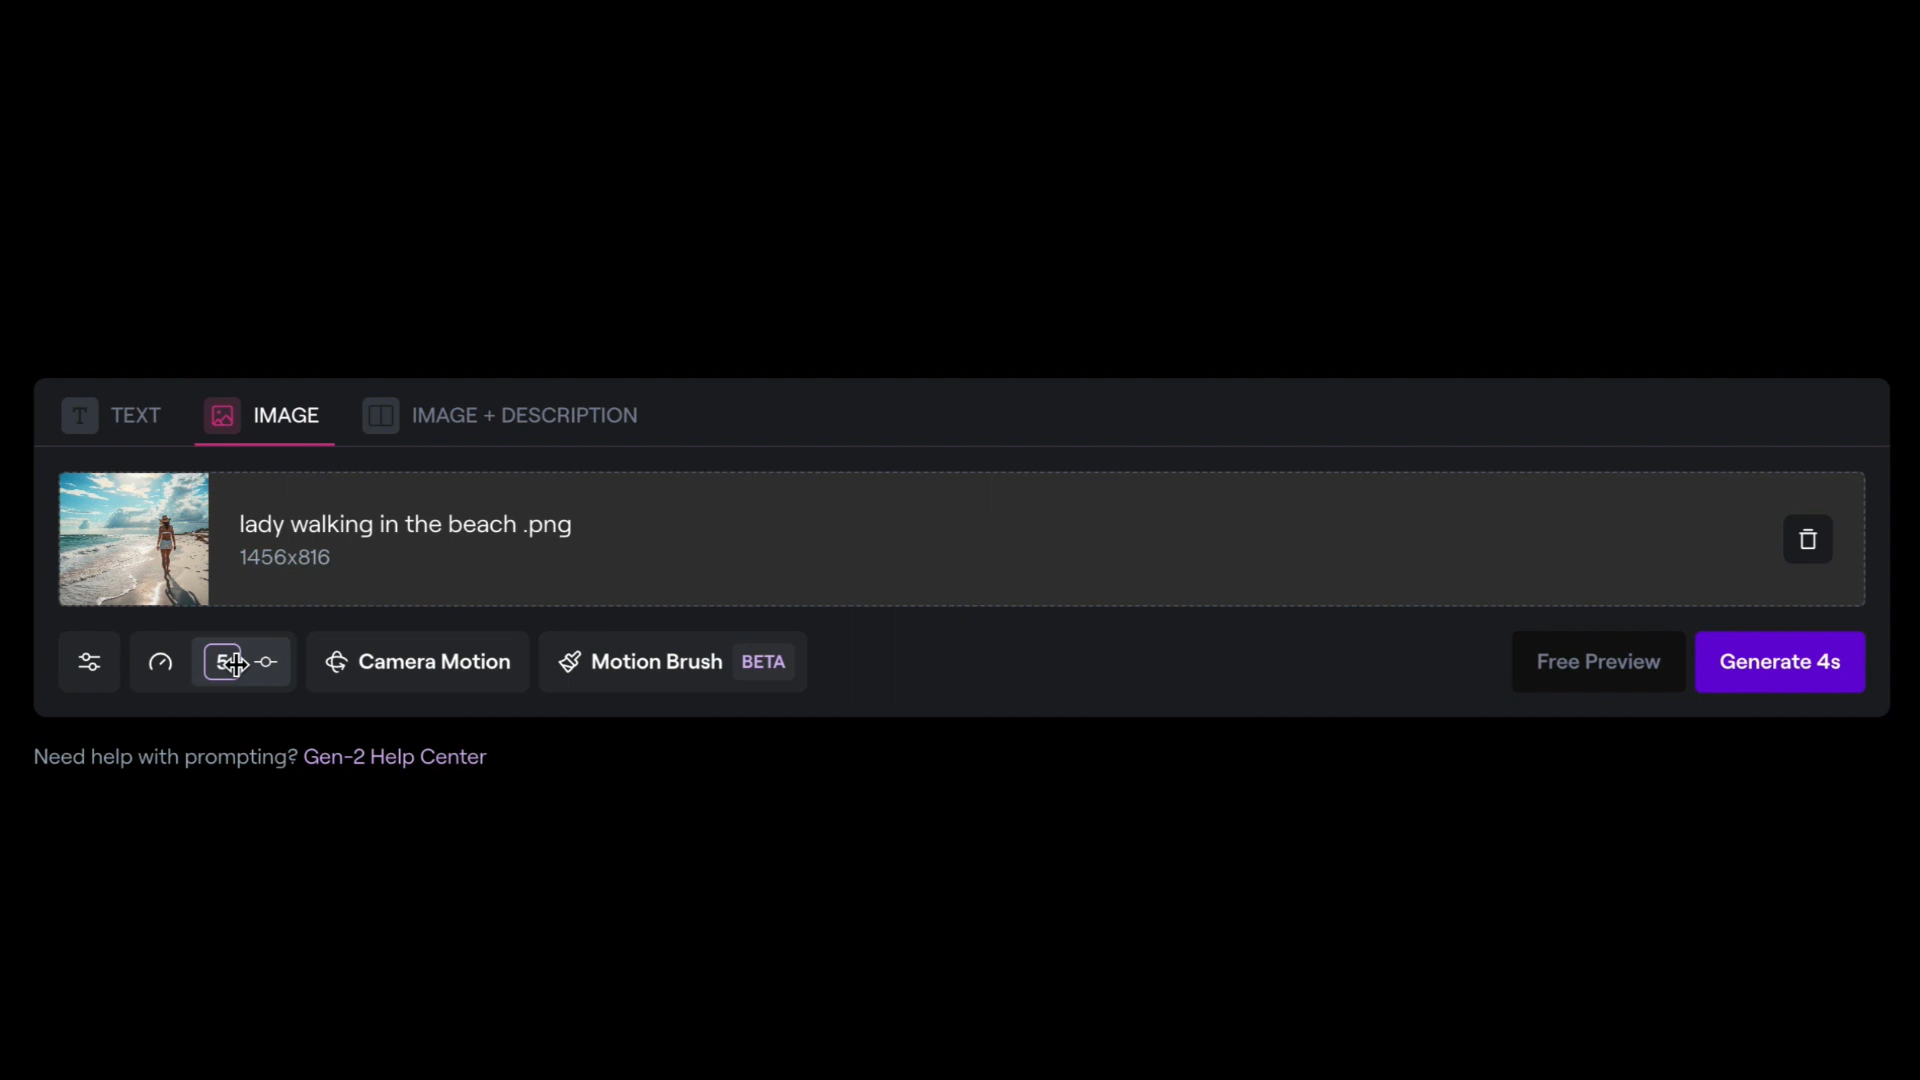 T TEXT IMAGE IMAGE + DESCRIPTION
lady walking in the beach .png
1456x816
5 Camera Motion Motion Brush BETA Free Preview Generate 4s
Need help with prompting? Gen-2 Help Center